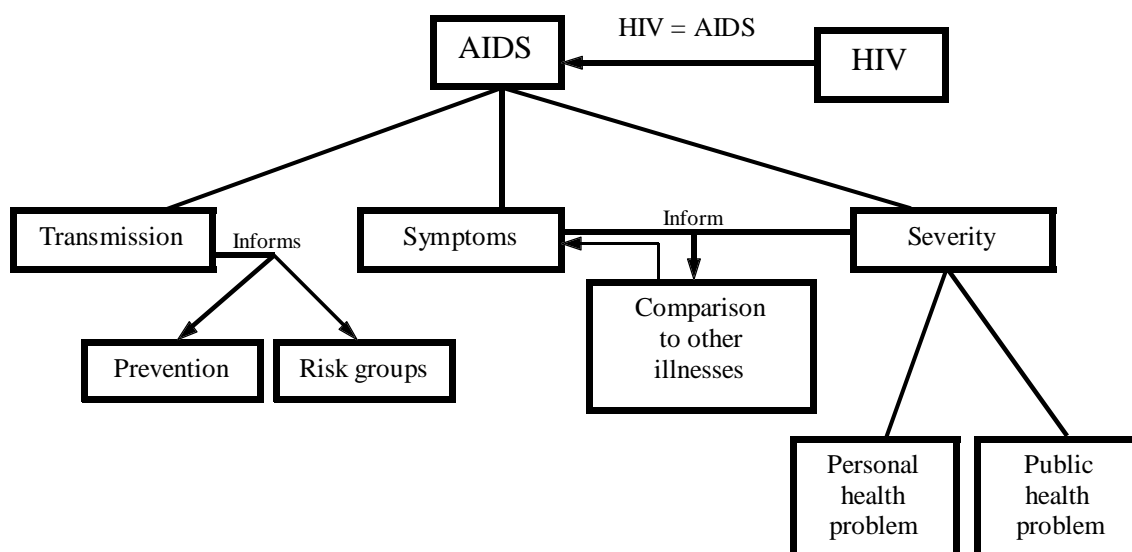 HIV = AIDS
AIDS
HIV
Transmission
Informs
Symptoms
Inform
Severity
Prevention
Risk groups
Comparison
to other
illnesses
Personal
health
problem
Public
health
problem